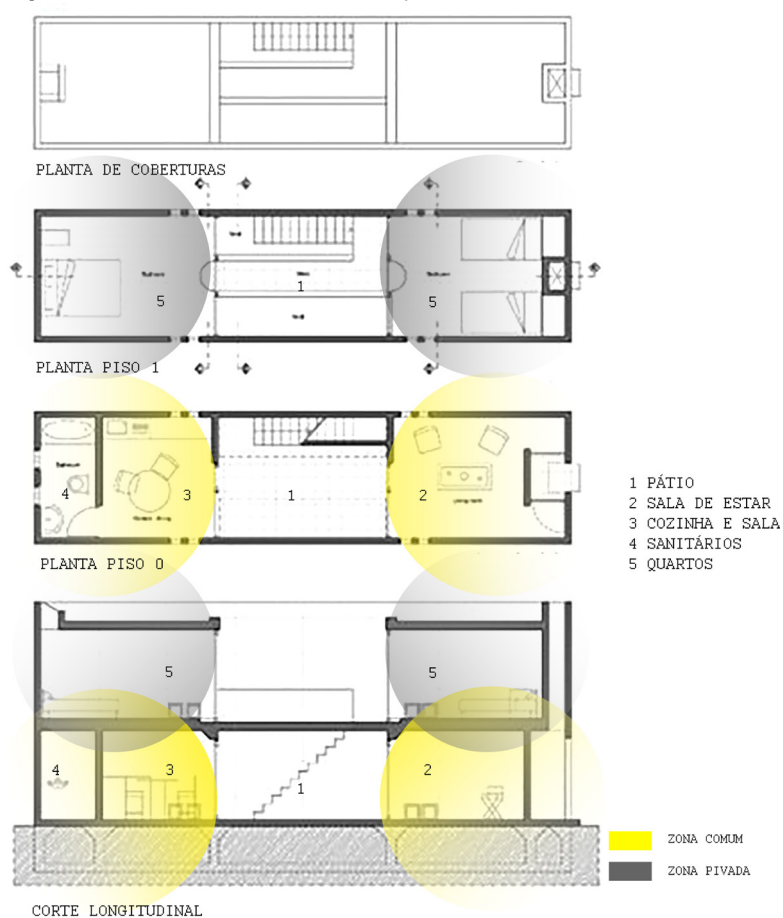 PLANTA DE COBERTURAS
5
1
5
PLANTA PISO 1
4
3
1
2
PLANTA PISO 0
1 PÁTIO
2 SALA DE ESTAR
3 COZINHA E SALA
4 SANITÁRIOS
5 QUARTOS
5
5
4
3
1
2
ZONA COMUM
ZONA PIVADA
CORTE LONGITUDINAL